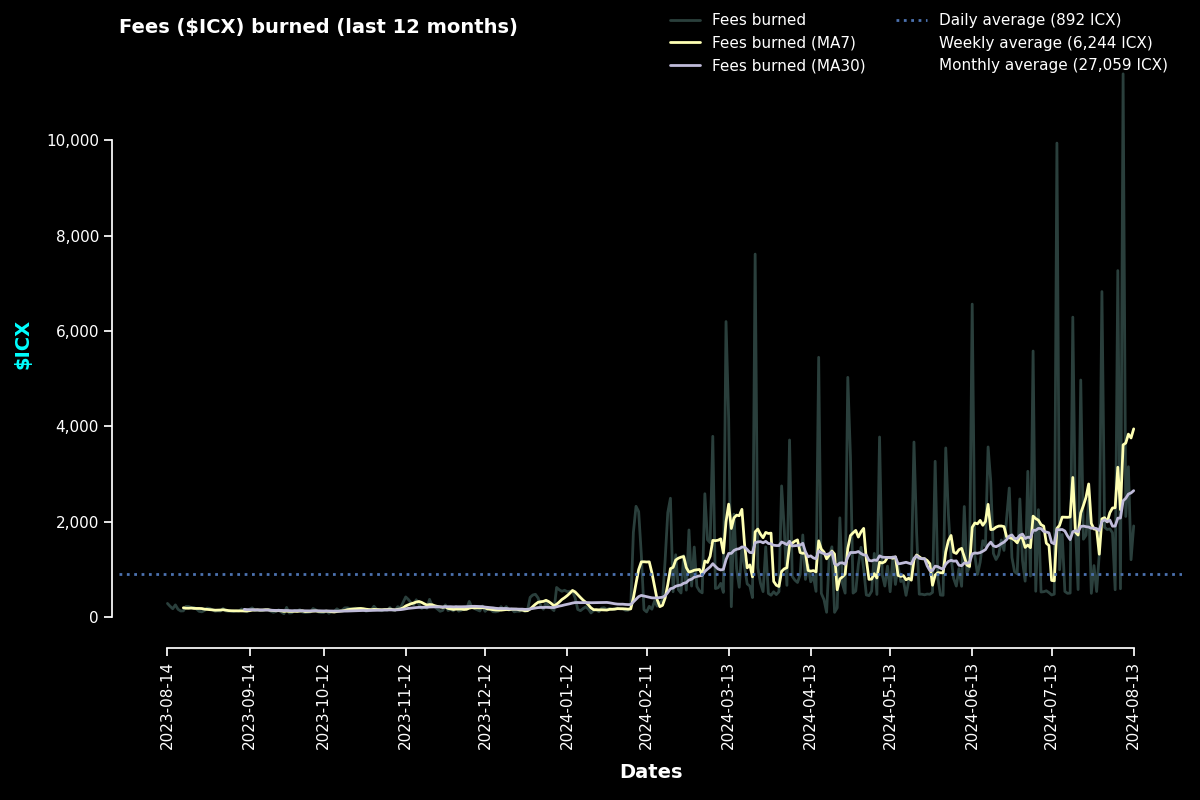 Fees ($ICX) burned (last 12 months)
Fees burned
Fees burned (MA7)
Fees burned (MA30)
Daily average (892 ICX)
Weekly average (6,244 ICX)
Monthly average (27,059 ICX)
10,000
8,000
6,000
4,000
2,000
0
$ICX
2023-08-14
2023-09-14
2023-10-12
2023-11-12
2023-12-12
2024-01-12
2024-02-11
2024-03-13
2024-04-13
2024-05-13
2024-06-13
2024-07-13
2024-08-13
Dates